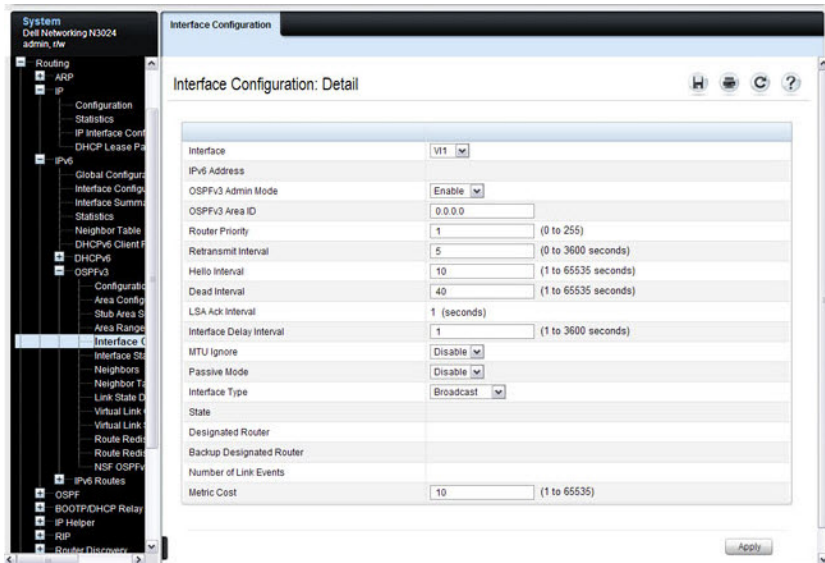 System
Dell Networking N3024
admin, r/w
Interface Configuration
Routing
ARP
IP
Configuration
Statistics
IP Interface Conf
DHCP Lease Pa
IPv6
Global Configura
Interface Configu
Interface Summa
Statistics
Neighbor Table
DHCPv6 Client P
DHCPv6
OSPFv3
Configuratio
Area Config
Stub Area S
Area Range
Interface C
Interface Sta
Neighbors
Neighbor Ta
Link State D
Virtual Link
Virtual Link
Route Redis
Route Redis
NSF OSPFv
IPv6 Routes
OSPF
BOOTP/DHCP Relay
IP Helper
RIP
Router Discovery
Interface Configuration: Detail
Interface Vl1
IPv6 Address
OSPFv3 Admin Mode Enable
OSPFv3 Area ID 0.0.0.0
Router Priority 1 (0 to 255)
Retransmit Interval 5 (0 to 3600 seconds)
Hello Interval 10 (1 to 65535 seconds)
Dead Interval 40 (1 to 65535 seconds)
LSA Ack Interval 1 (seconds)
Interface Delay Interval 1 (1 to 3600 seconds)
MTU Ignore Disable
Passive Mode Disable
Interface Type Broadcast
State
Designated Router
Backup Designated Router
Number of Link Events
Metric Cost 10 (1 to 65535)
Apply